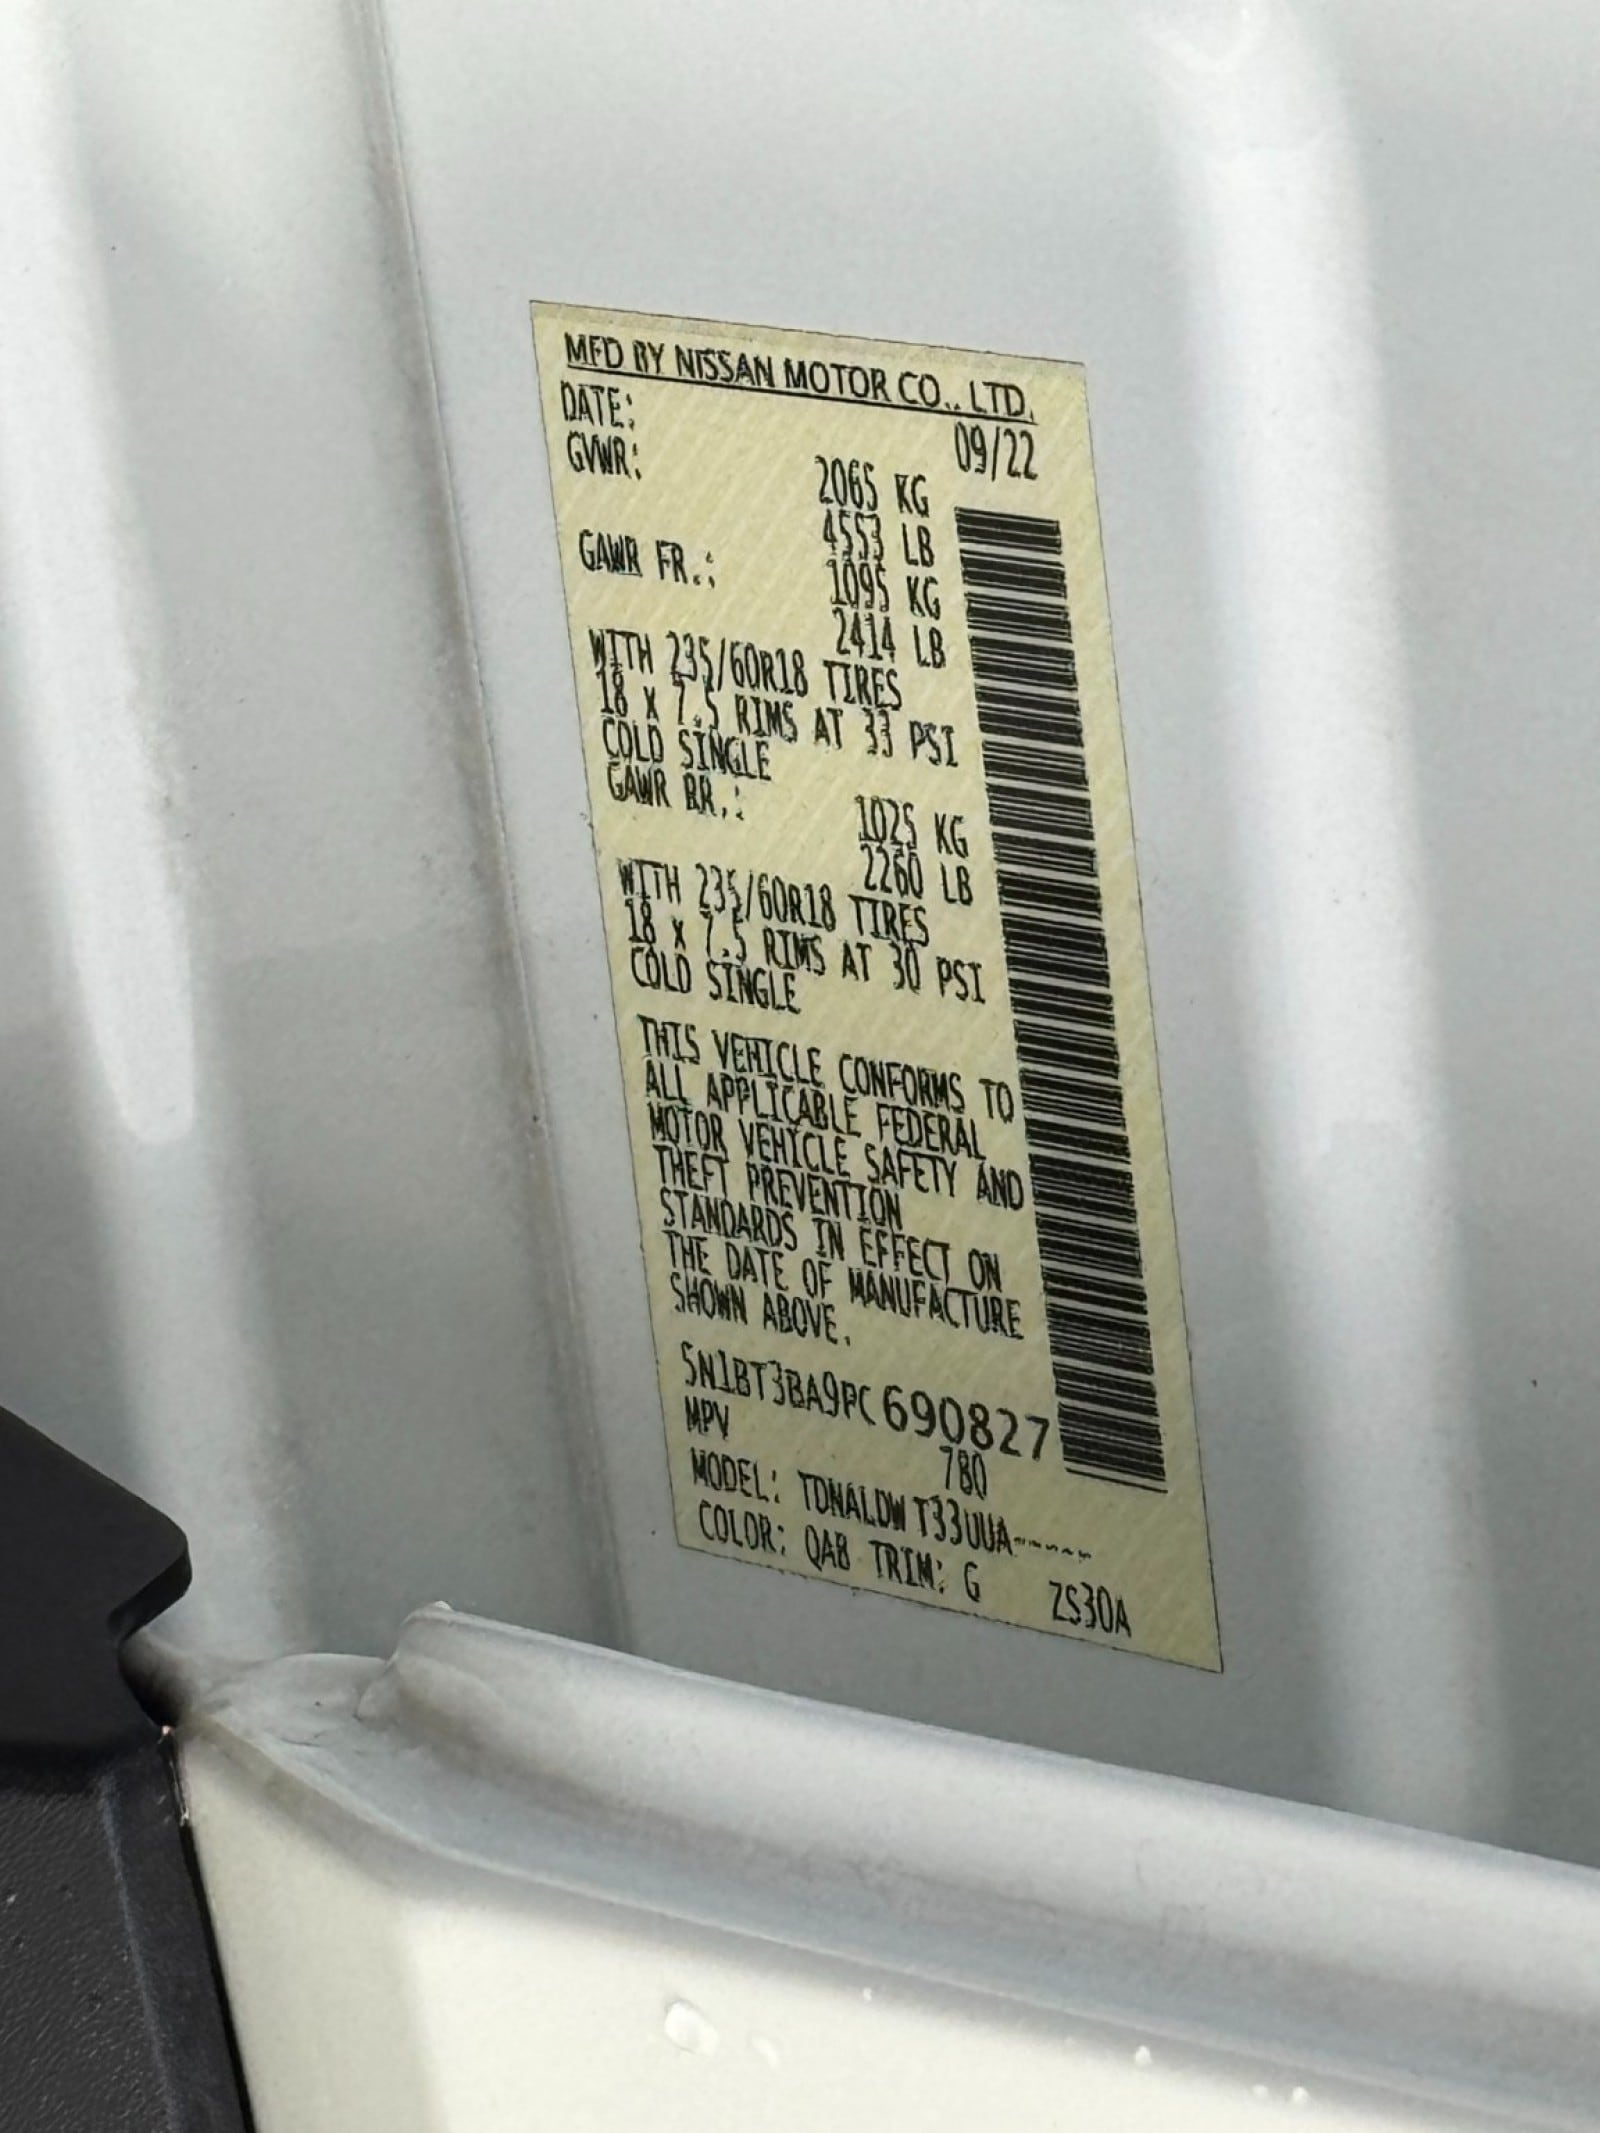 MFD BY NISSAN MOTOR CO., LTD.
DATE: 09/22
GVWR: 2065 KG
4553 LB
GAWR FR.: 1095 KG
2414 LB
WITH 235/60R18 TIRES
18 X 7.5 RIMS AT 33 PSI
COLD SINGLE
GAWR RR.: 1025 KG
2260 LB
WITH 235/60R18 TIRES
18 X 7.5 RIMS AT 30 PSI
COLD SINGLE
THIS VEHICLE CONFORMS TO
ALL APPLICABLE FEDERAL
MOTOR VEHICLE SAFETY AND
THEFT PREVENTION
STANDARDS IN EFFECT ON
THE DATE OF MANUFACTURE
SHOWN ABOVE.
5N1BT3BA9PC690827
MPV 780
MODEL: TDNALDWT33UUA-----
COLOR: QAB TRIM: G ZS30A